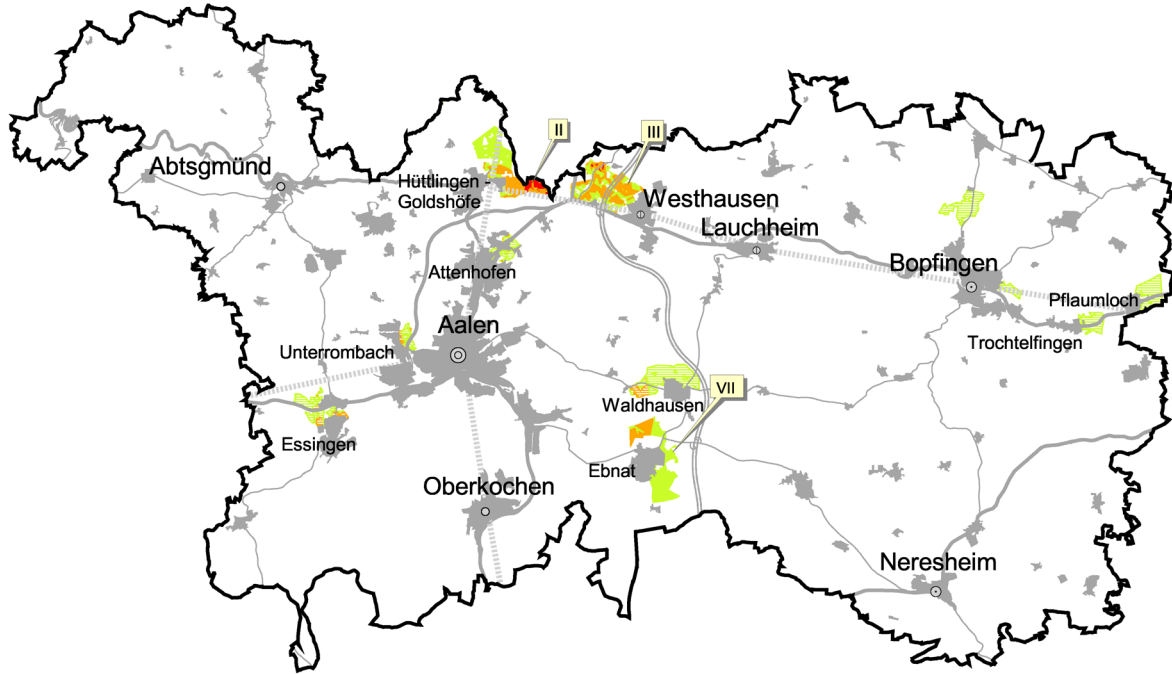 II
III
Abtsgmünd
Hüttlingen -
Goldshöfe
Westhausen
Lauchheim
Attenhofen
Bopfingen
Pflaumloch
Aalen
Trochtelfingen
Unterrombach
VII
Waldhausen
Essingen
Ebnat
Oberkochen
Neresheim